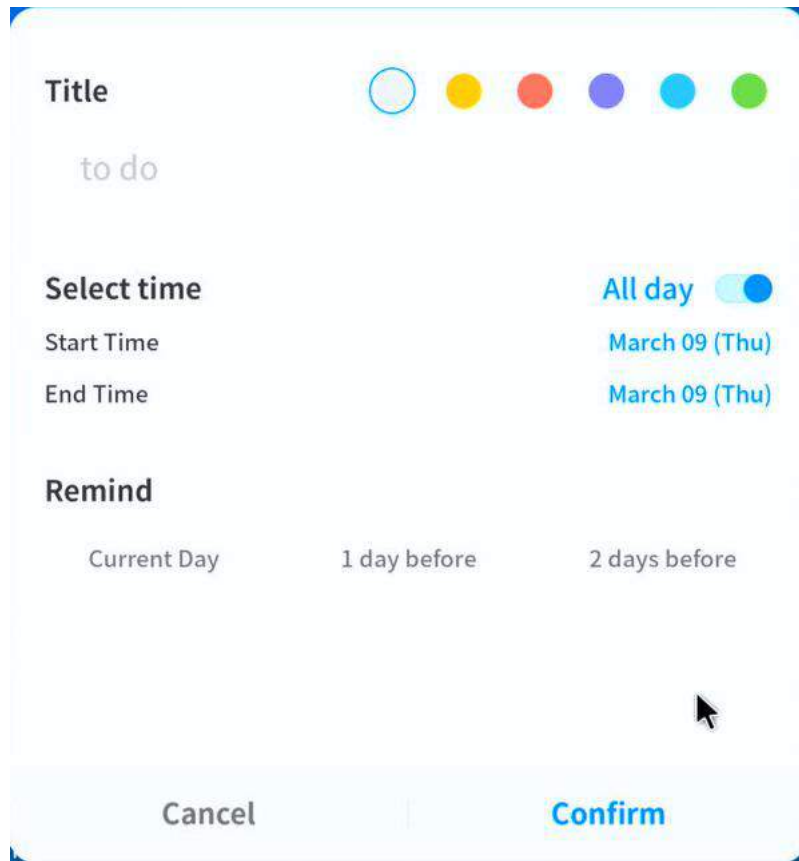 Title
to do
Select time All day
Start Time March 09 (Thu)
End Time March 09 (Thu)
Remind
Current Day 1 day before 2 days before
Cancel Confirm